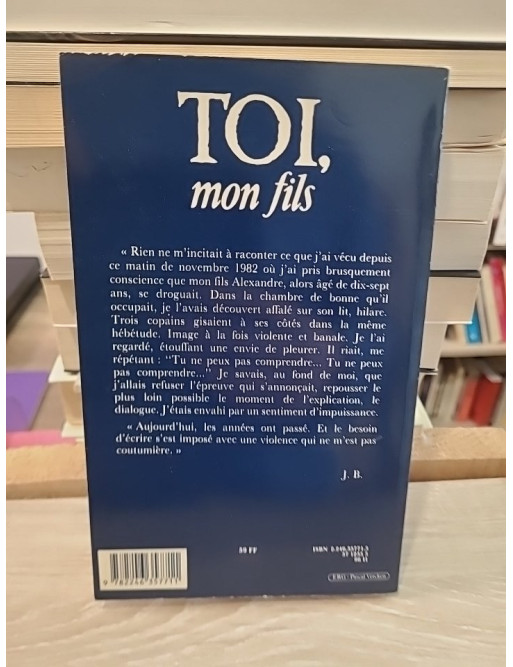 TOI,
mon fils
« Rien ne m'incitait à raconter ce que j'ai vécu depuis
ce matin de novembre 1982 où j'ai pris brusquement
conscience que mon fils Alexandre, alors âgé de dix-sept
ans, se droguait. Dans la chambre de bonne qu'il
occupait, je l'avais découvert affalé sur son lit, hilare.
Trois copains gisaient à ses côtés dans la même
hébétude. Image à la fois violente et banale. Je l'ai
regardé, étouffant une envie de pleurer. Il riait, me
répétant : "Tu ne peux pas comprendre... Tu ne peux
pas comprendre..." Je savais, au fond de moi, que
j'allais refuser l'épreuve qui s'annonçait, repousser le
plus loin possible le moment de l'explication, le
dialogue. J'étais envahi par un sentiment d'impuissance.
« Aujourd'hui, les années ont passé. Et le besoin
d'écrire s'est imposé avec une violence qui ne m'est pas
coutumière. »
J. B.
58 FF
ISBN